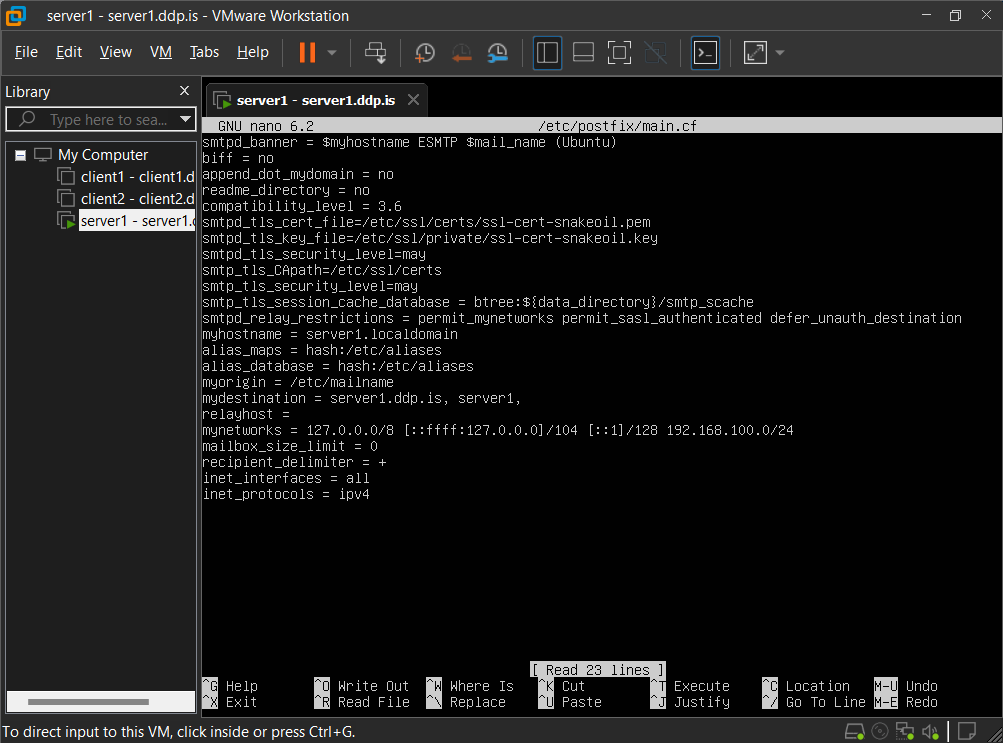 server1 - server1.ddp.is - VMware Workstation
File Edit View VM Tabs Help
Library
Type here to sea...
My Computer
client1 - client1.d
client2 - client2.d
server1 - server1.
server1 - server1.ddp.is
GNU nano 6.2 /etc/postfix/main.cf
smtpd_banner = $myhostname ESMTP $mail_name (Ubuntu)
biff = no
append_dot_mydomain = no
readme_directory = no
compatibility_level = 3.6
smtpd_tls_cert_file=/etc/ssl/certs/ssl-cert-snakeoil.pem
smtpd_tls_key_file=/etc/ssl/private/ssl-cert-snakeoil.key
smtpd_tls_security_level=may
smtp_tls_CApath=/etc/ssl/certs
smtp_tls_security_level=may
smtp_tls_session_cache_database = btree:${data_directory}/smtp_scache
smtpd_relay_restrictions = permit_mynetworks permit_sasl_authenticated defer_unauth_destination
myhostname = server1.localdomain
alias_maps = hash:/etc/aliases
alias_database = hash:/etc/aliases
myorigin = /etc/mailname
mydestination = server1.ddp.is, server1,
relayhost =
mynetworks = 127.0.0.0/8 [::ffff:127.0.0.0]/104 [::1]/128 192.168.100.0/24
mailbox_size_limit = 0
recipient_delimiter = +
inet_interfaces = all
inet_protocols = ipv4
[ Read 23 lines ]
^G Help ^O Write Out ^W Where Is ^K Cut ^T Execute ^C Location M-U Undo
^X Exit ^R Read File ^\ Replace ^U Paste ^J Justify ^/ Go To Line M-E Redo
To direct input to this VM, click inside or press Ctrl+G.